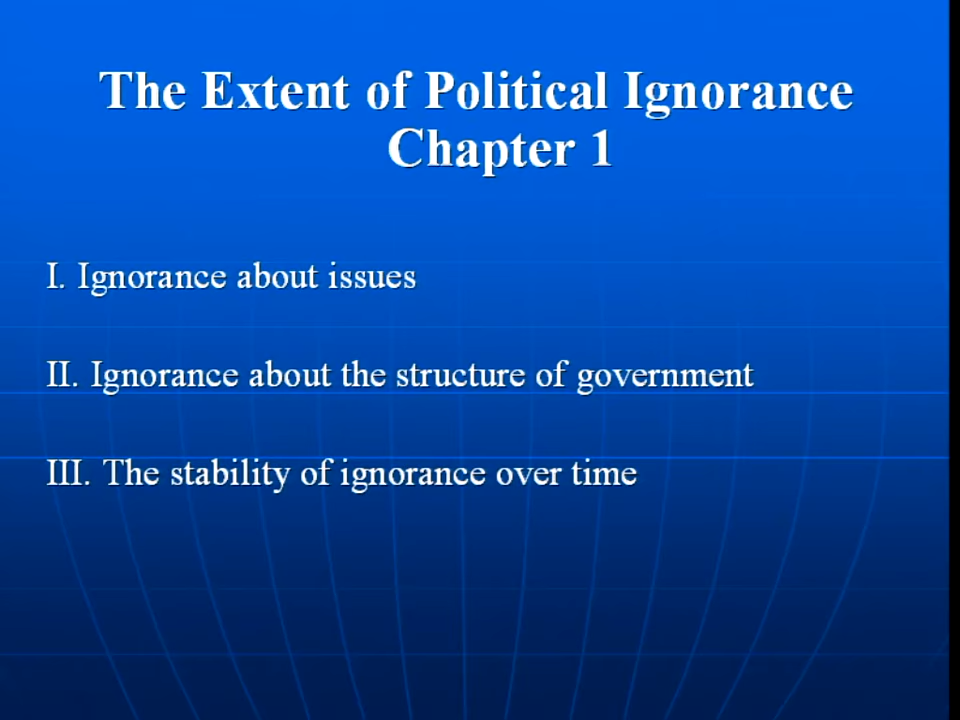 The Extent of Political Ignorance
Chapter 1
I. Ignorance about issues
II. Ignorance about the structure of government
III. The stability of ignorance over time